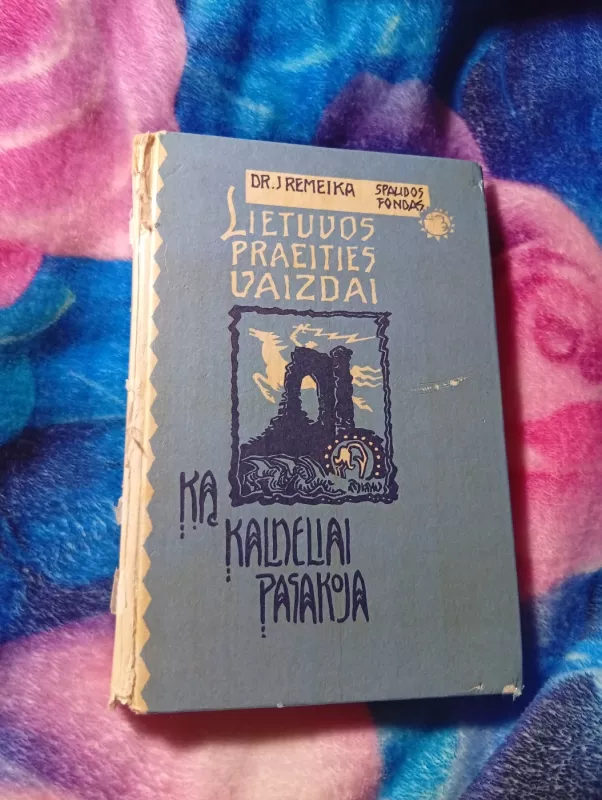 DR. J REMEIKA
SPAUDOS
FONDAS
LIETUVOS
PRAEITIES
VAIZDAI
KĄ
KALNELIAI
PASAKOJA